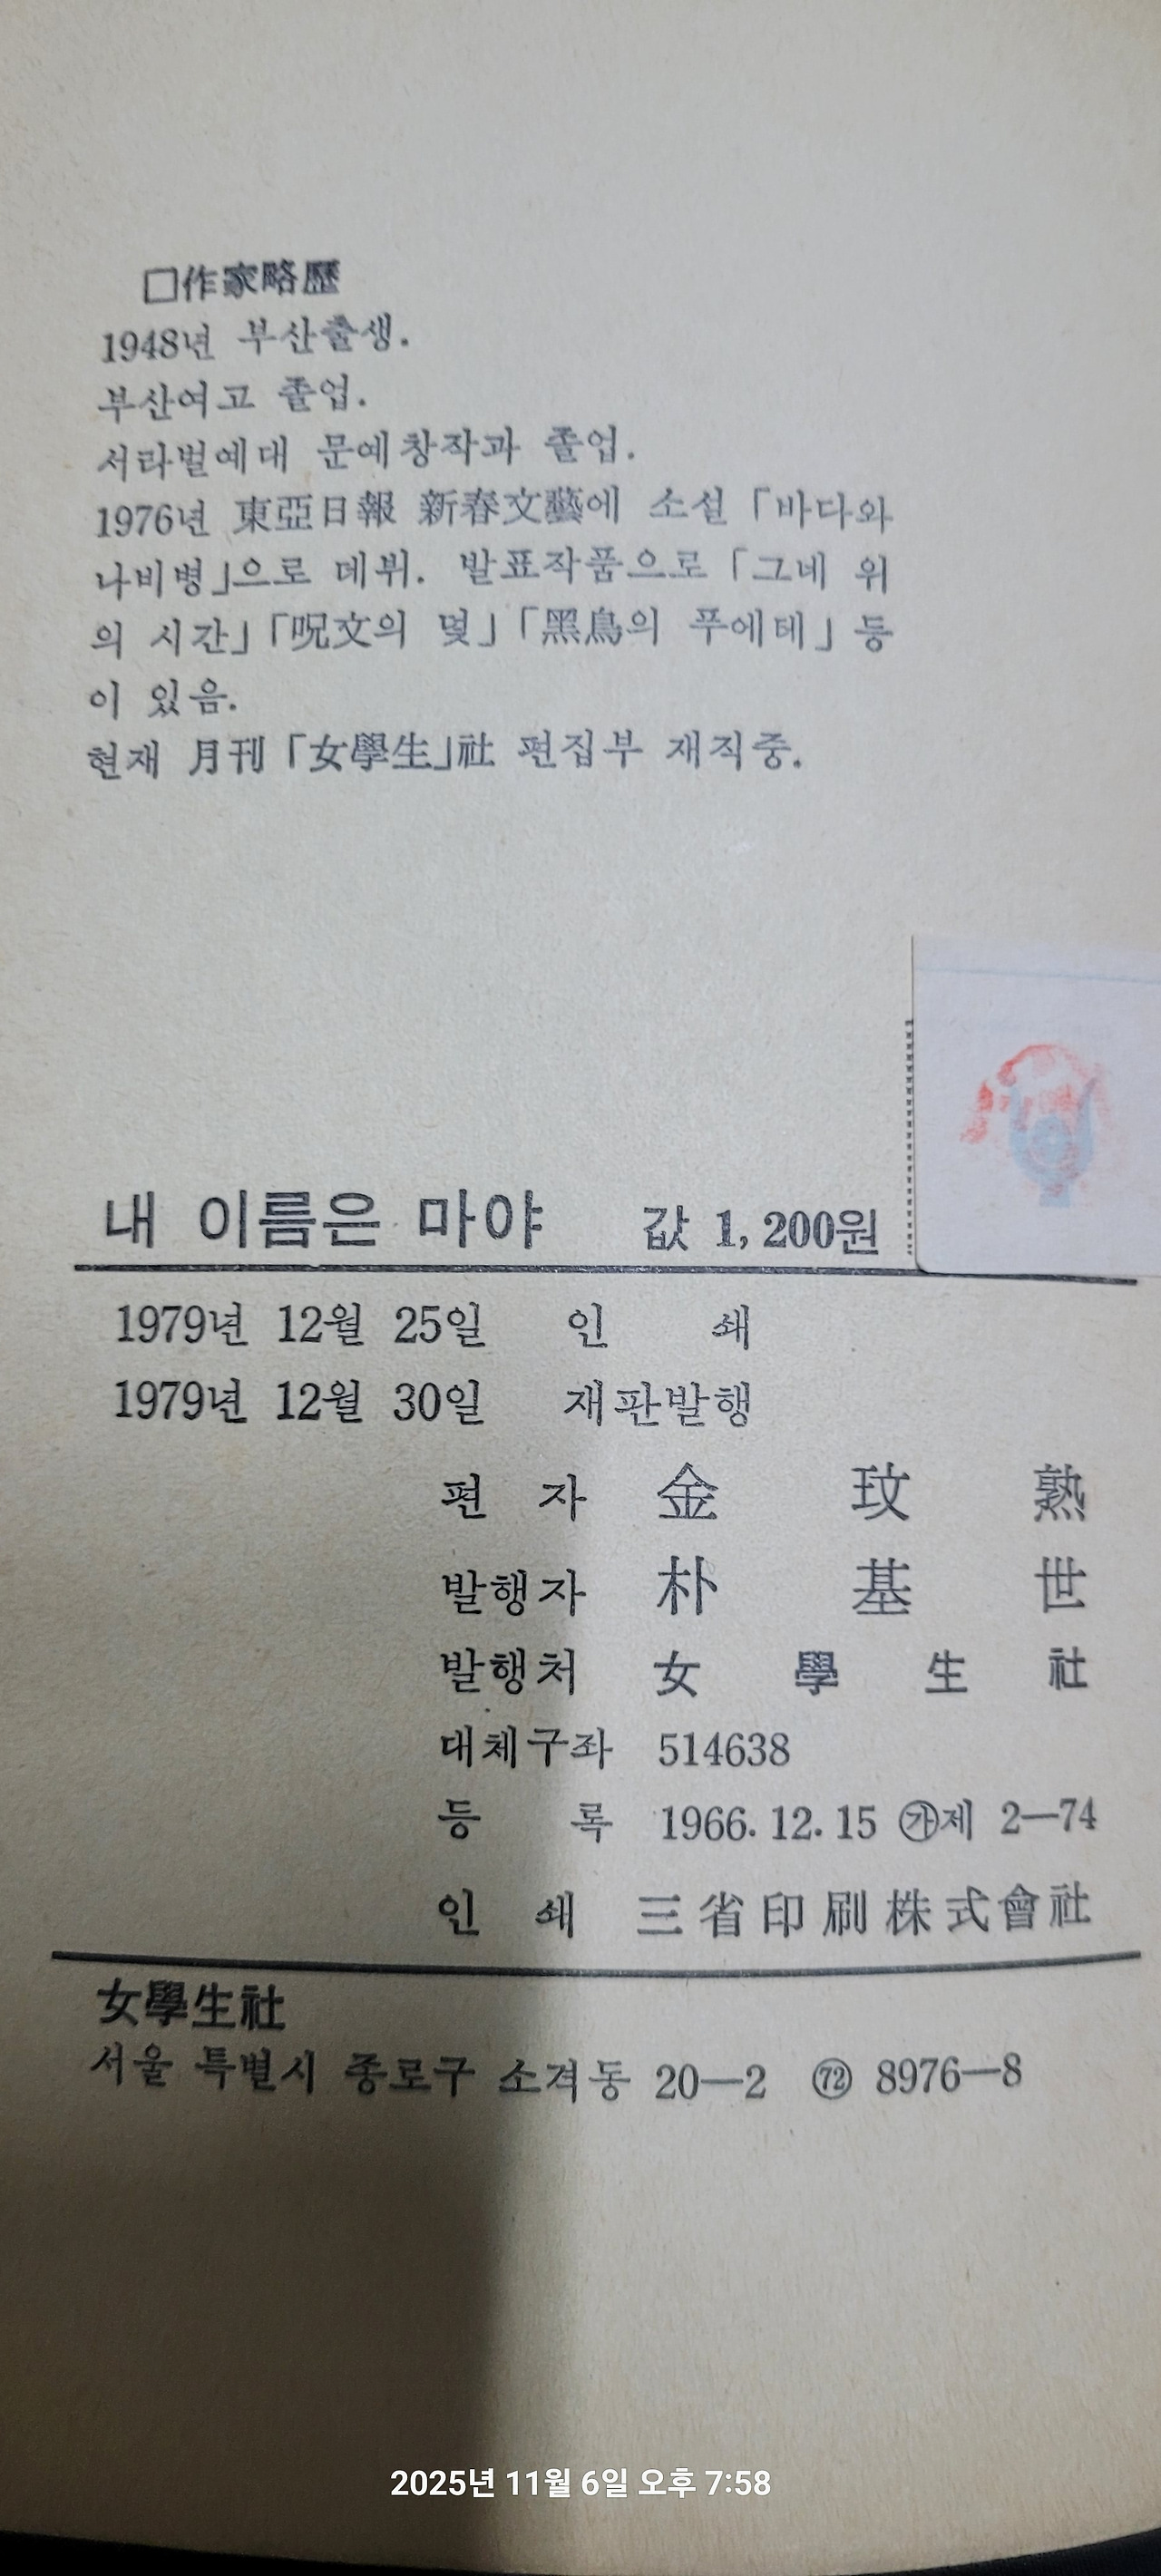 □作家略歷
1948년 부산출생.
부산여고 졸업.
서라벌예대 문예창작과 졸업.
1976년 東亞日報 新春文藝에 소설 「바다와
나비병」으로 데뷔. 발표작품으로 「그네 위
의 시간」「呪文의 덫」「黑鳥의 푸에테」 등
이 있음.
현재 月刊 「女學生」社 편집부 재직중.
내 이름은 마야 값 1,200원
1979년 12월 25일 인 쇄
1979년 12월 30일 재판발행
편 자 金 玟 熟
발행자 朴 基 世
발행처 女 學 生 社
대체구좌 514638
등 록 1966.12.15 ㉮제 2—74
인 쇄 三省印刷株式會社
女學生社
서울 특별시 종로구 소격동 20—2 (72) 8976—8
2025년 11월 6일 오후 7:58